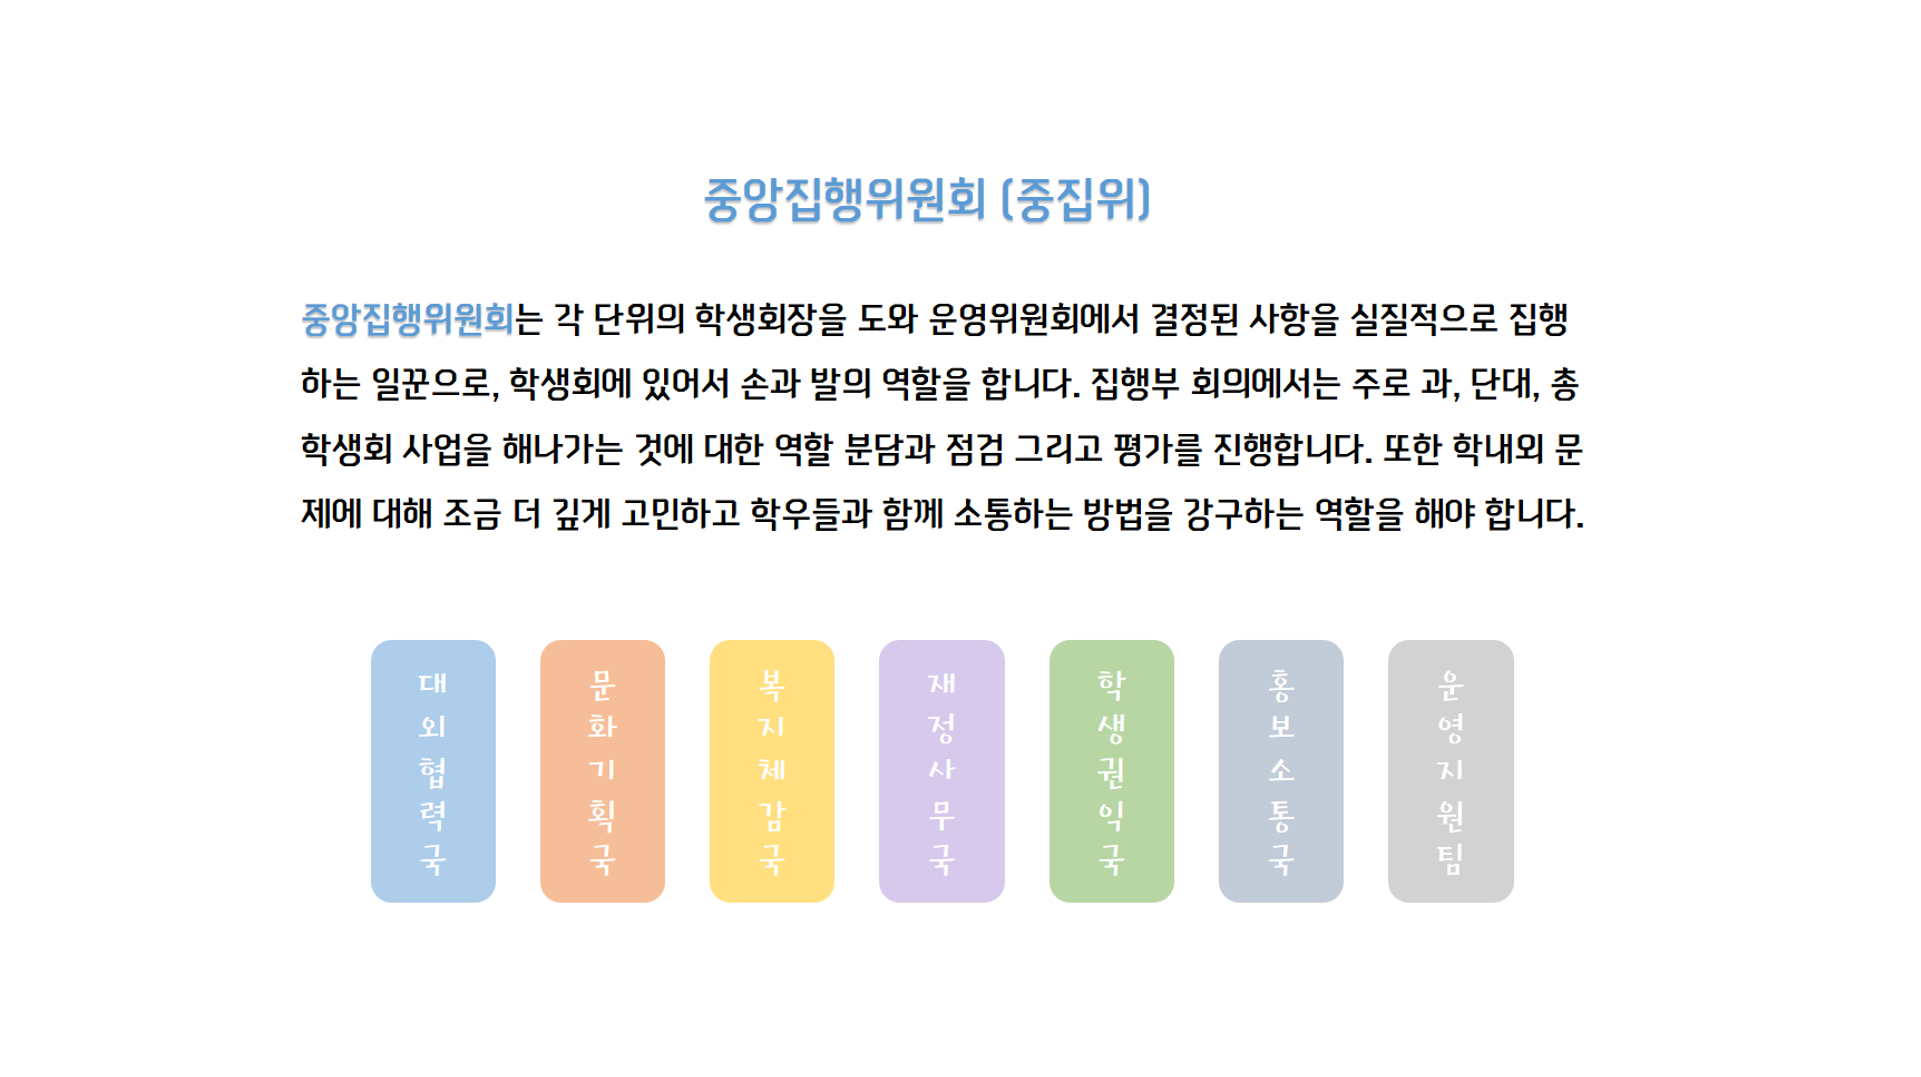 중앙집행위원회 (중집위)
중앙집행위원회는 각 단위의 학생회장을 도와 운영위원회에서 결정된 사항을 실질적으로 집행
하는 일꾼으로, 학생회에 있어서 손과 발의 역할을 합니다. 집행부 회의에서는 주로 과, 단대, 총
학생회 사업을 해나가는 것에 대한 역할 분담과 점검 그리고 평가를 진행합니다. 또한 학내외 문
제에 대해 조금 더 깊게 고민하고 학우들과 함께 소통하는 방법을 강구하는 역할을 해야 합니다.
대외협력국
문화기획국
복지체감국
재정사무국
학생권익국
홍보소통국
운영지원팀